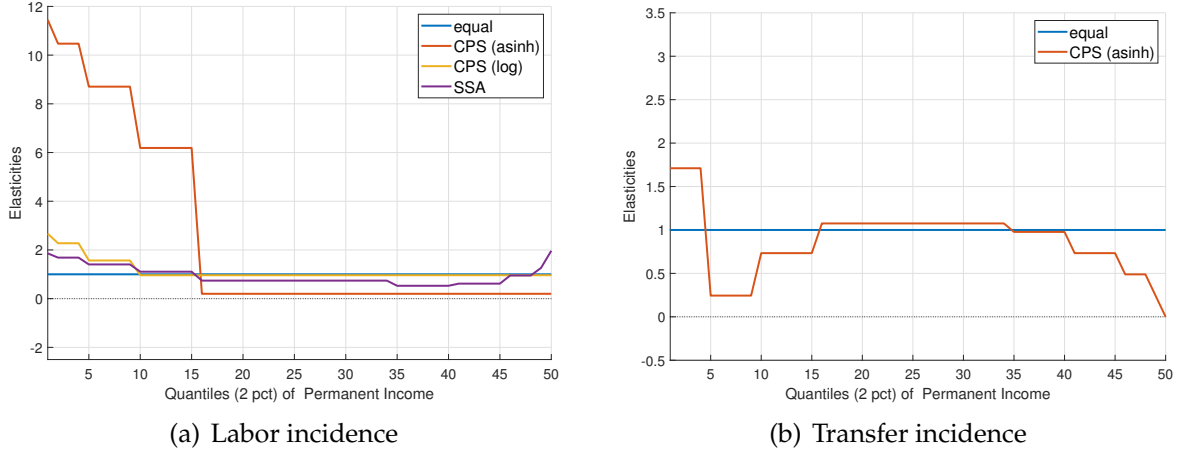 12
10
8
6
4
2
0
-2
Elasticities
equal
CPS (asinh)
CPS (log)
SSA
5 10 15 20 25 30 35 40 45 50
Quantiles (2 pct) of Permanent Income
(a) Labor incidence
3.5
3
2.5
2
1.5
1
0.5
0
-0.5
Elasticities
equal
CPS (asinh)
5 10 15 20 25 30 35 40 45 50
Quantiles (2 pct) of Permanent Income
(b) Transfer incidence